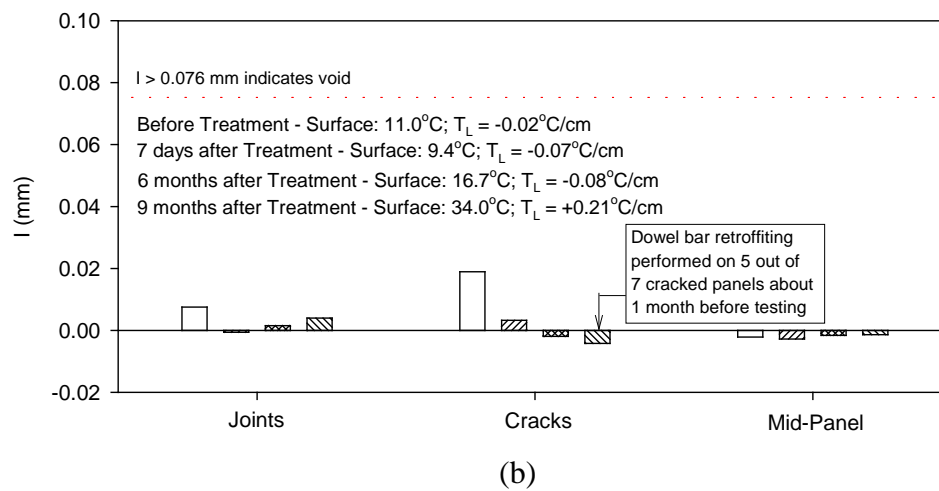 0.10
0.08
0.06
0.04
0.02
0.00
-0.02
I (mm)
I > 0.076 mm indicates void
Before Treatment - Surface: 11.0°C; T_L = -0.02°C/cm
7 days after Treatment - Surface: 9.4°C; T_L = -0.07°C/cm
6 months after Treatment - Surface: 16.7°C; T_L = -0.08°C/cm
9 months after Treatment - Surface: 34.0°C; T_L = +0.21°C/cm
Dowel bar retroffiting
performed on 5 out of
7 cracked panels about
1 month before testing
Joints
Cracks
Mid-Panel
(b)